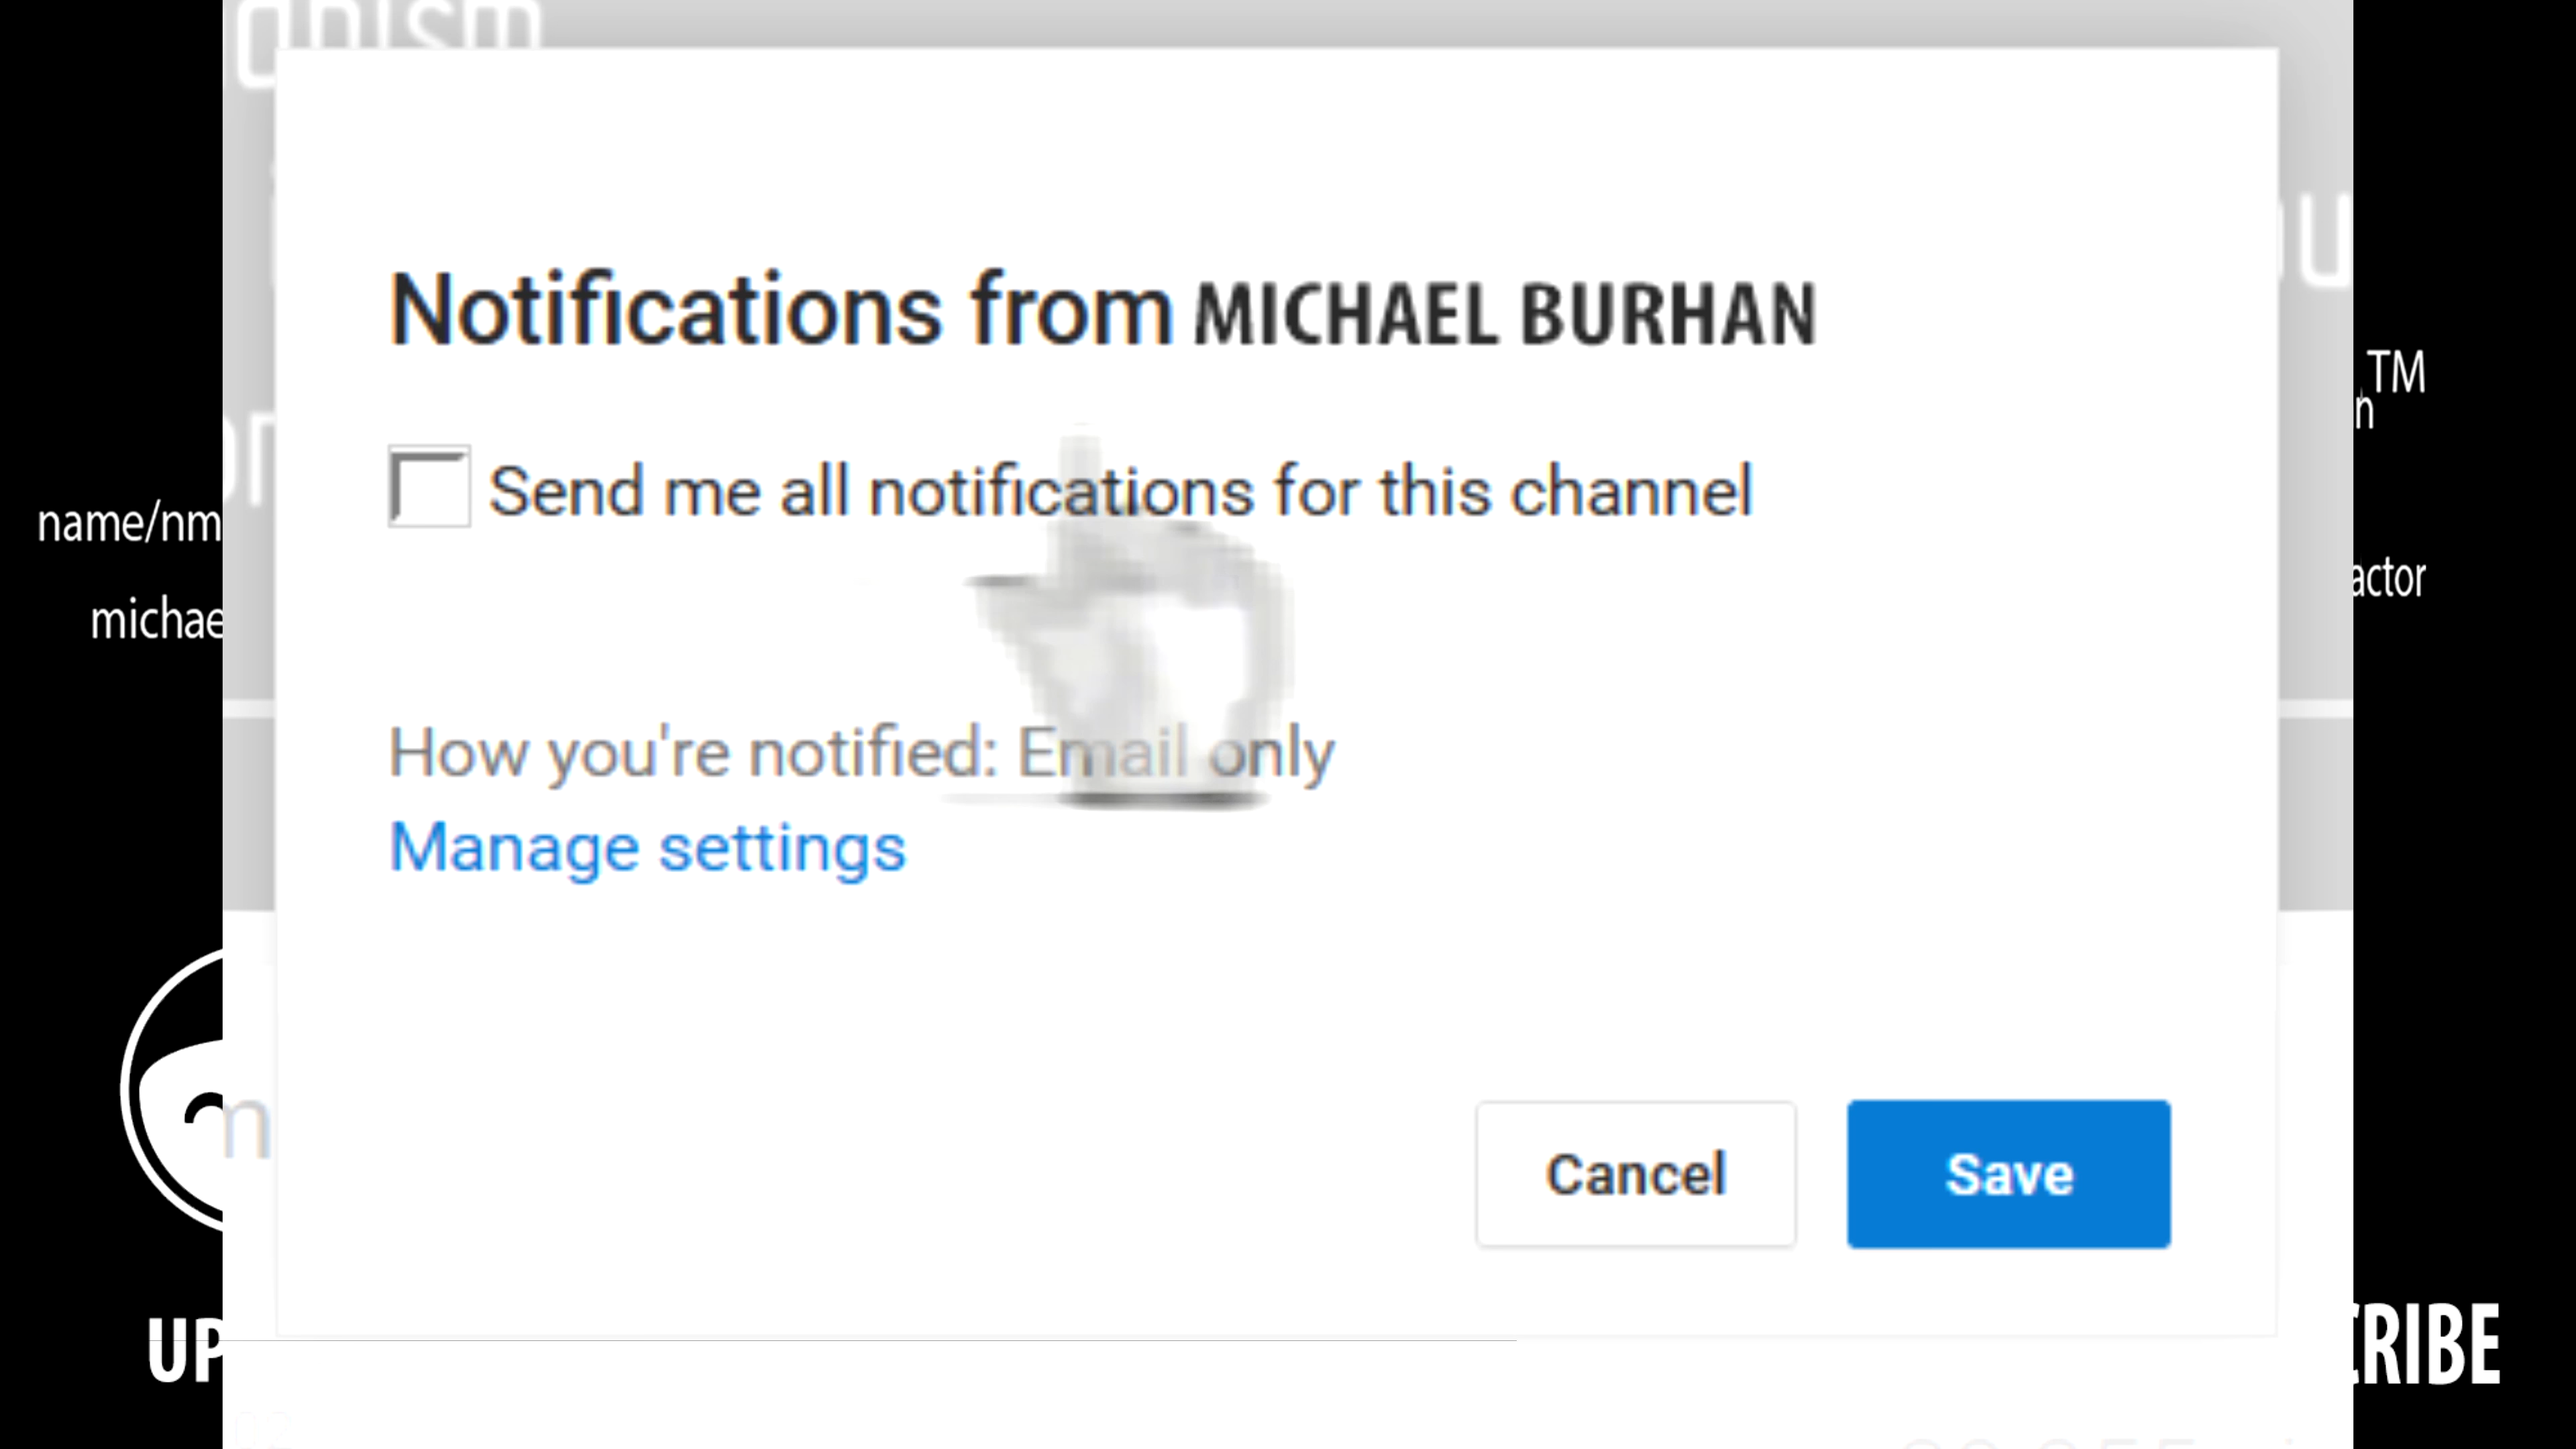 Notifications from MICHAEL BURHAN
TM
n
Send me all notifications for this channel
name/nm
actor
michae
How you're notified: Email only
Manage settings
m
Cancel
Save
UP
CRIBE